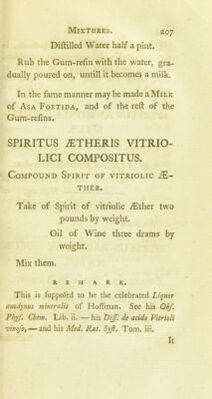 MIXTURES. 207
Diſtilled Water half a pint.
Rub the Gum-reſin with the water, gra-
dually poured on, untill it becomes a milk.
In the ſame manner may be made a MILK
of ASA FOETIDA, and of the reſt of the
Gum-reſins.
SPIRITUS ÆTHERIS VITRIO-
LICI COMPOSITUS.
COMPOUND SPIRIT OF VITRIOLIC Æ-
THER.
Take of Spirit of vitriolic Æther two
pounds by weight.
Oil of Wine three drams by
weight.
Mix them.
REMARK.
This is ſuppoſed to be the celebrated Liquor
anodynus mineralis of Hoffman. See his Obſ.
Phyſ. Chem. Lib. ii. — his Diſſ. de acido Vitrioli
vinoſo, — and his Med. Rat. Syſt. Tom. iii.
It